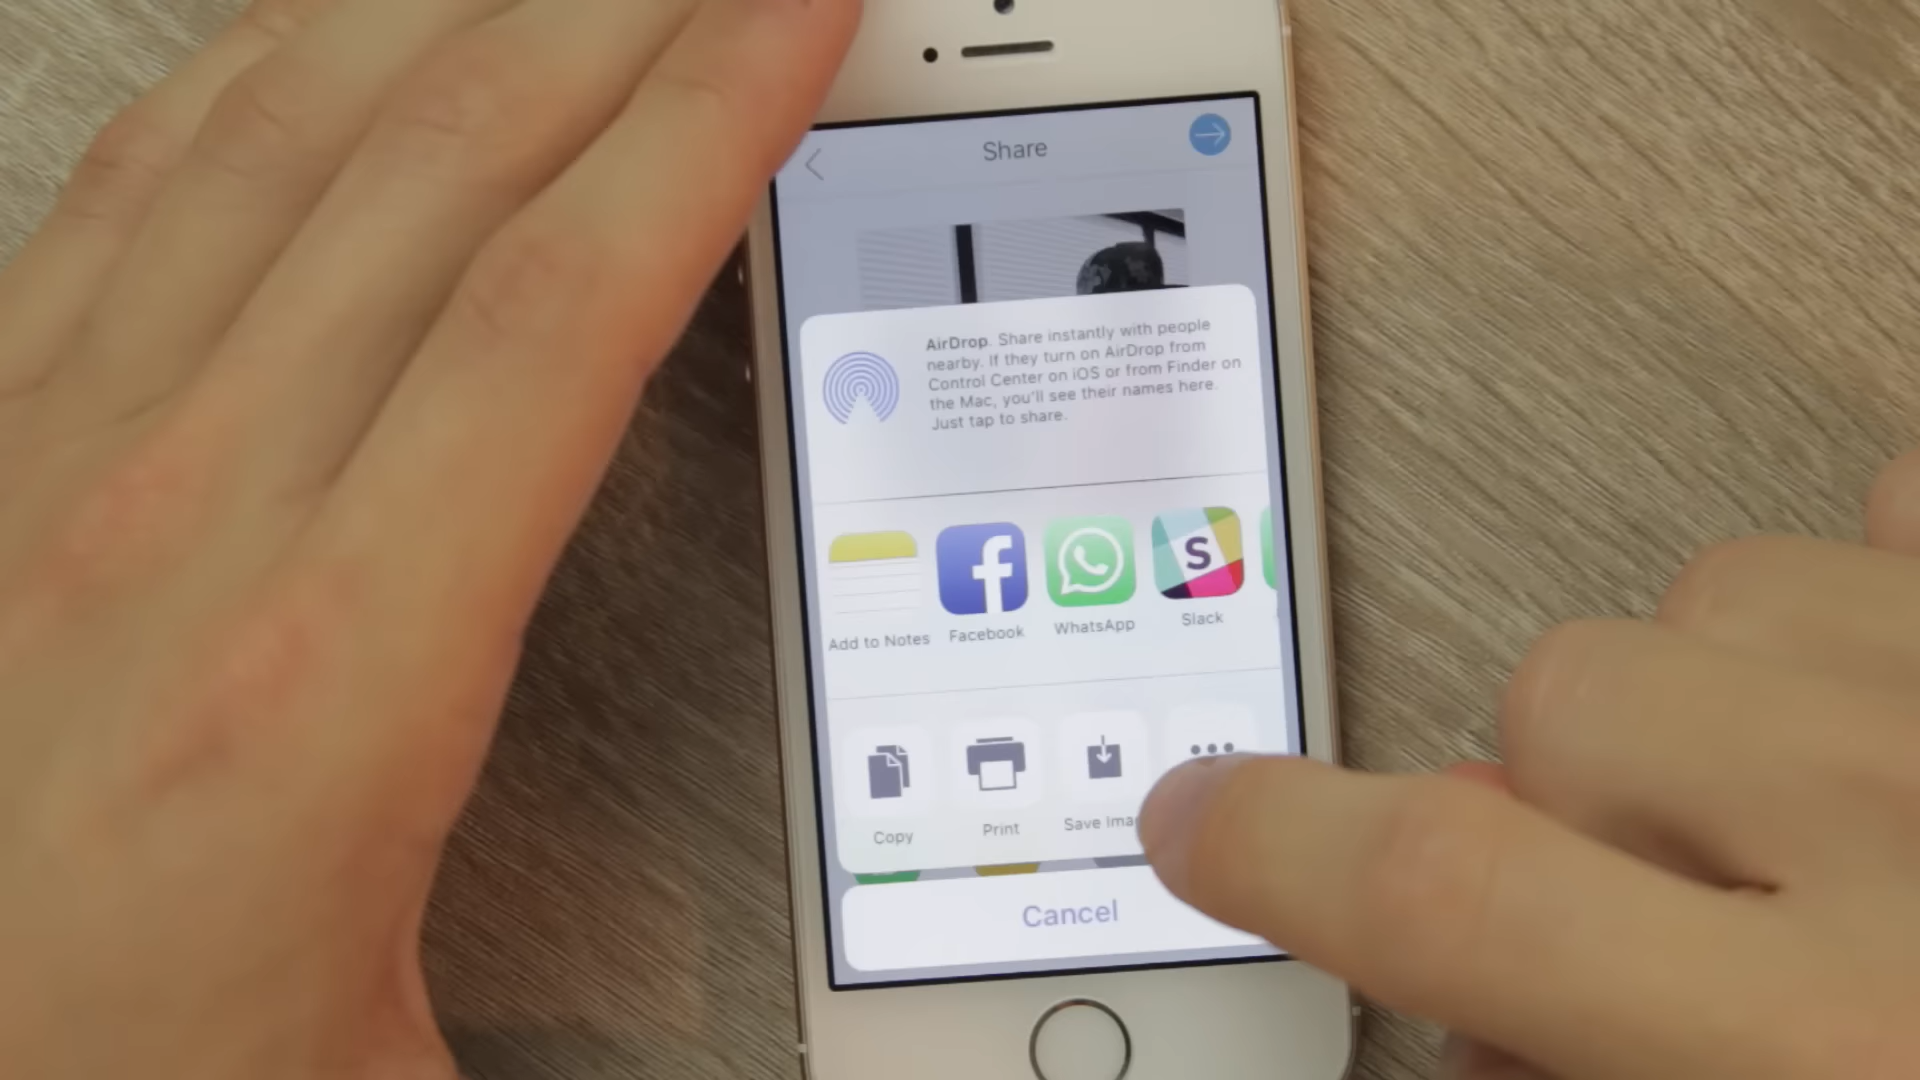 Share
AirDrop. Share instantly with people
nearby. If they turn on AirDrop from
Control Center on iOS or from Finder on
the Mac, you'll see their names here.
Just tap to share.
Add to Notes Facebook WhatsApp Slack
Copy Print Save Ima
Cancel